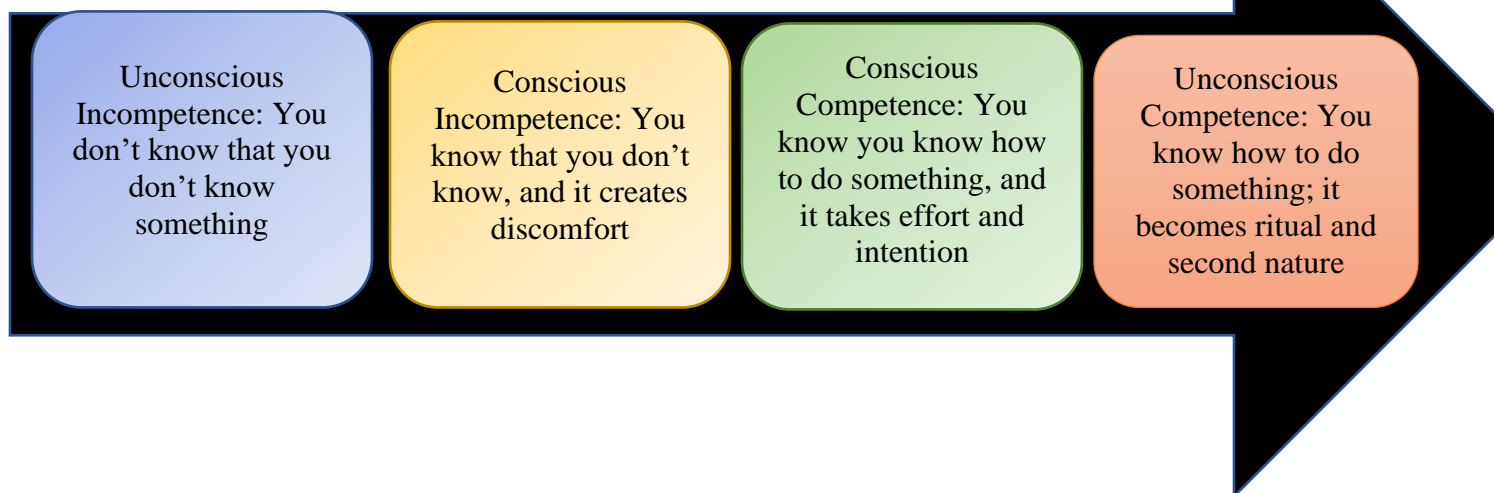 Unconscious
Incompetence: You
don’t know that you
don’t know
something
Conscious
Incompetence: You
know that you don’t
know, and it creates
discomfort
Conscious
Competence: You
know you know how
to do something, and
it takes effort and
intention
Unconscious
Competence: You
know how to do
something; it
becomes ritual and
second nature